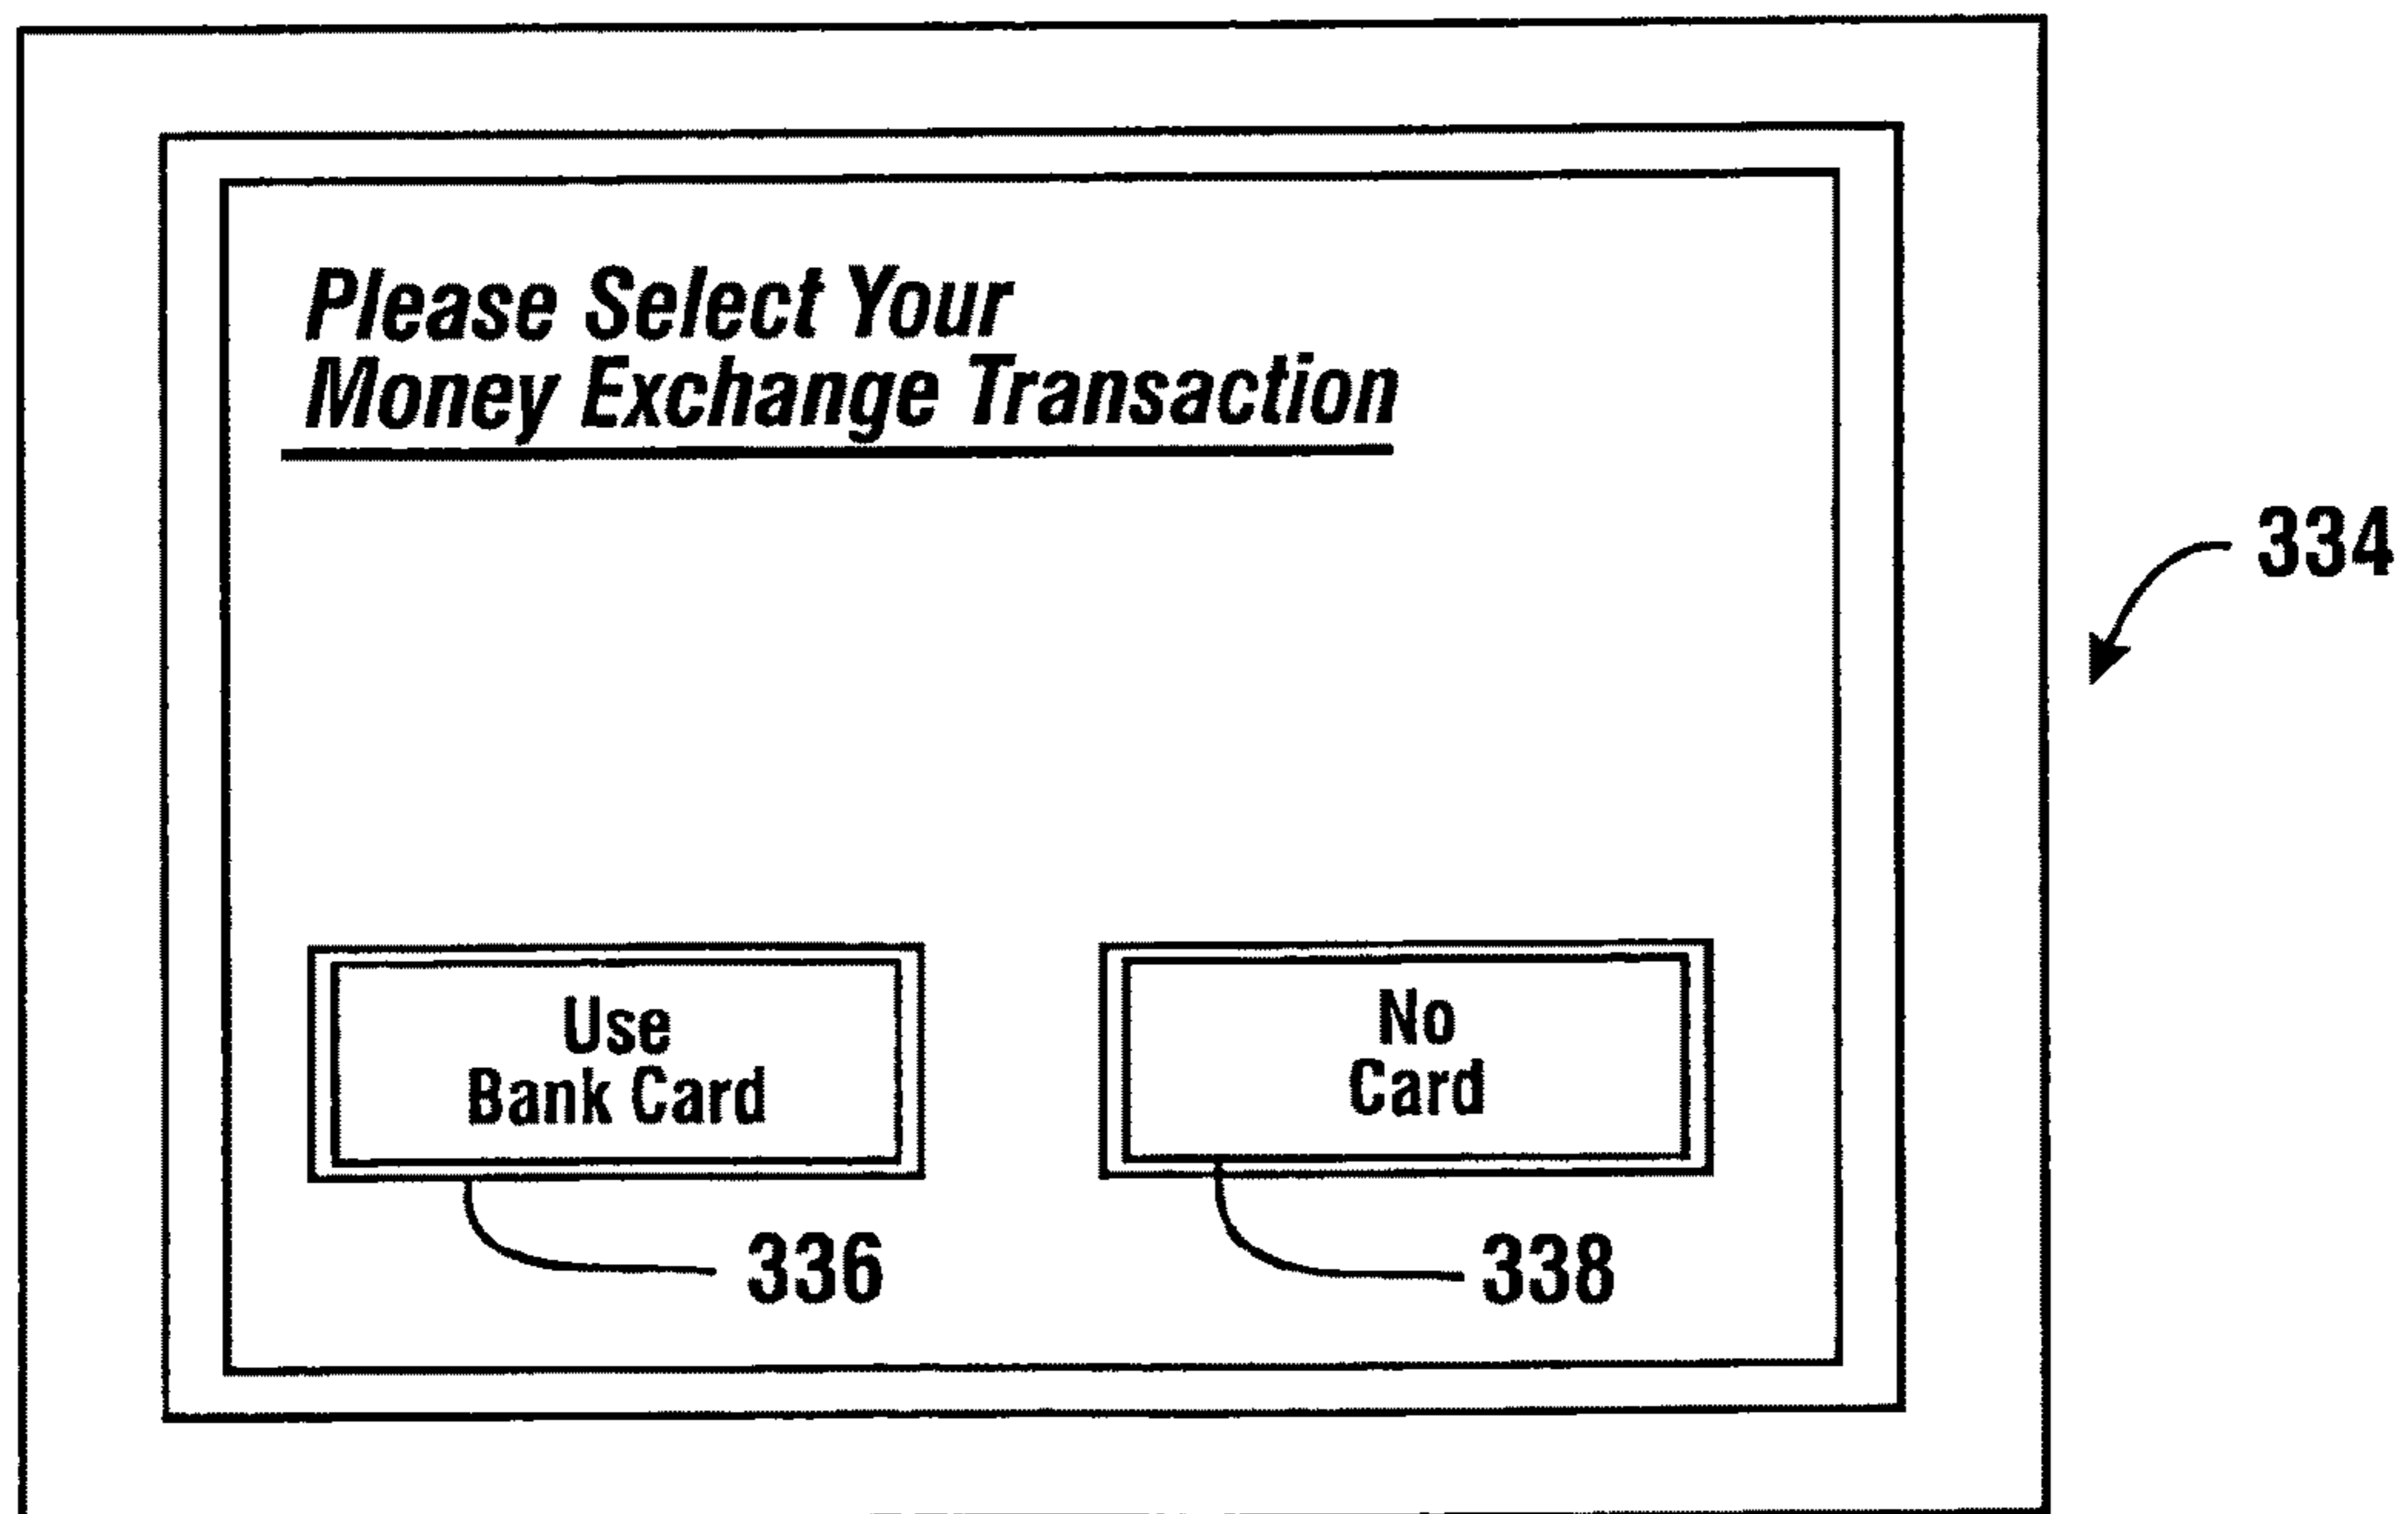 Please Select Your
Money Exchange Transaction
334
Use
Bank Card
No
Card
336
338